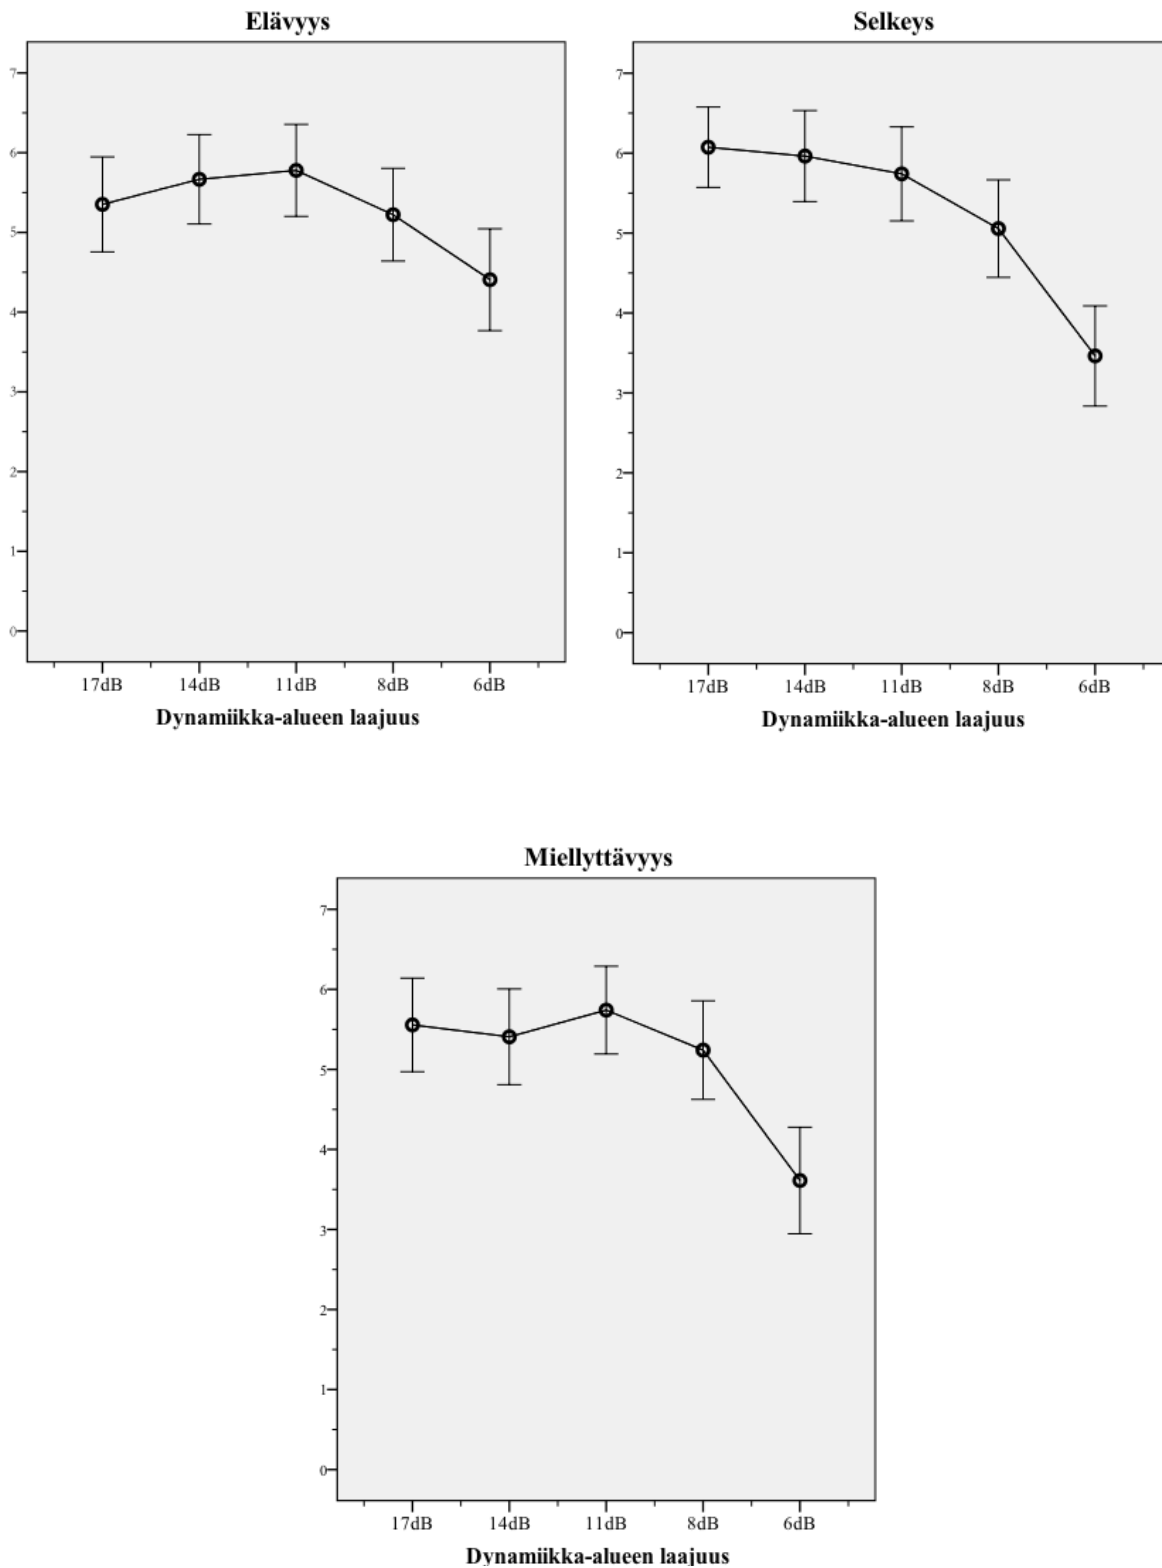 Elävyys
7
6
5
4
3
2
1
0
17dB 14dB 11dB 8dB 6dB
Dynamiikka-alueen laajuus
Selkeys
7
6
5
4
3
2
1
0
17dB 14dB 11dB 8dB 6dB
Dynamiikka-alueen laajuus
Miellyttävyys
7
6
5
4
3
2
1
0
17dB 14dB 11dB 8dB 6dB
Dynamiikka-alueen laajuus